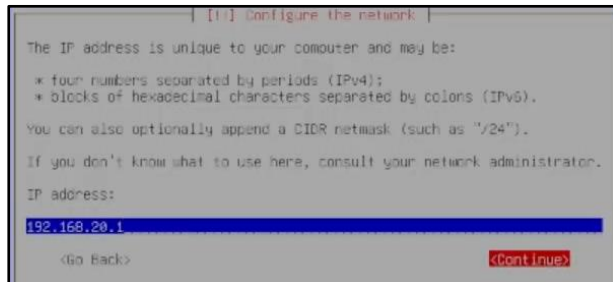 [!!] Configure the network
The IP address is unique to your computer and may be:
* four numbers separated by periods (IPv4);
* blocks of hexadecimal characters separated by colons (IPv6).
You can also optionally append a CIDR netmask (such as "/24").
If you don't know what to use here, consult your network administrator.
IP address:
192.168.20.1
<Go Back>
<Continue>